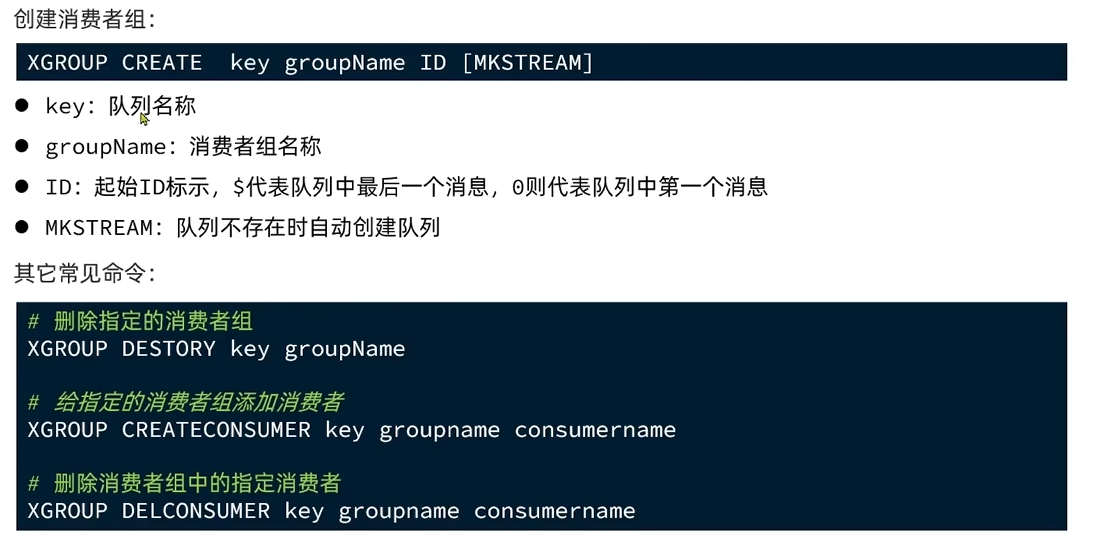 创建消费者组：
XGROUP CREATE  key groupName ID [MKSTREAM]
● key：队列名称
● groupName：消费者组名称
● ID：起始ID标示，$代表队列中最后一个消息，0则代表队列中第一个消息
● MKSTREAM：队列不存在时自动创建队列
其它常见命令：
# 删除指定的消费者组
XGROUP DESTORY key groupName
# 给指定的消费者组添加消费者
XGROUP CREATECONSUMER key groupname consumername
# 删除消费者组中的指定消费者
XGROUP DELCONSUMER key groupname consumername